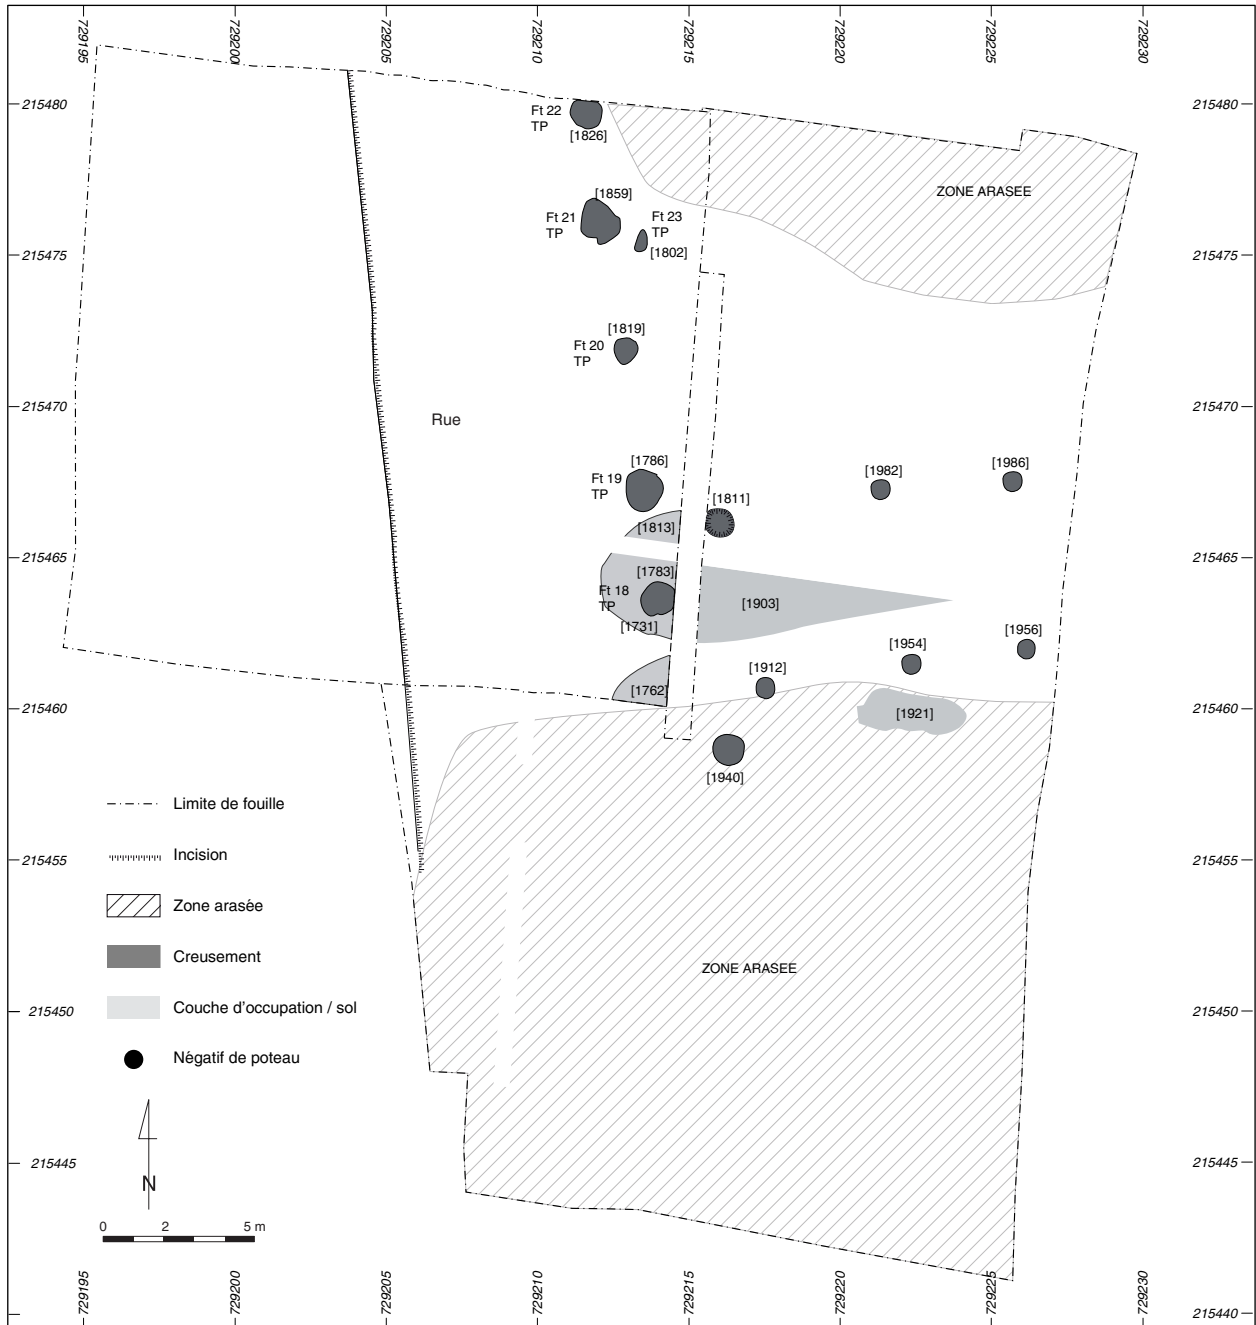 729195
729200
729205
729210
729215
729220
729225
729230
215480
215480
Ft 22
TP
[1826]
ZONE ARASEE
[1859]
Ft 21
TP
Ft 23
TP
[1802]
215475
215475
[1819]
Ft 20
TP
215470
215470
Rue
[1786]
Ft 19
TP
[1982]
[1986]
[1811]
[1813]
215465
215465
[1783]
Ft 18
TP
[1731]
[1903]
[1954]
[1956]
[1912]
[1762]
215460
215460
[1921]
[1940]
Limite de fouille
Incision
215455
215455
Zone arasée
Creusement
ZONE ARASEE
Couche d'occupation / sol
215450
215450
Négatif de poteau
N
215445
215445
0 2 5 m
729195
729200
729205
729210
729215
729220
729225
729230
215440